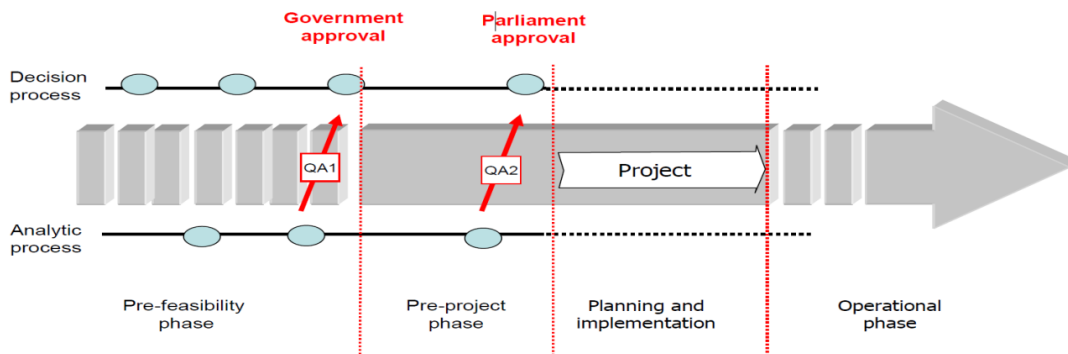 Government
approval
Parliament
approval
Decision
process
QA1
QA2
Project
Analytic
process
Pre-feasibility
phase
Pre-project
phase
Planning and
implementation
Operational
phase